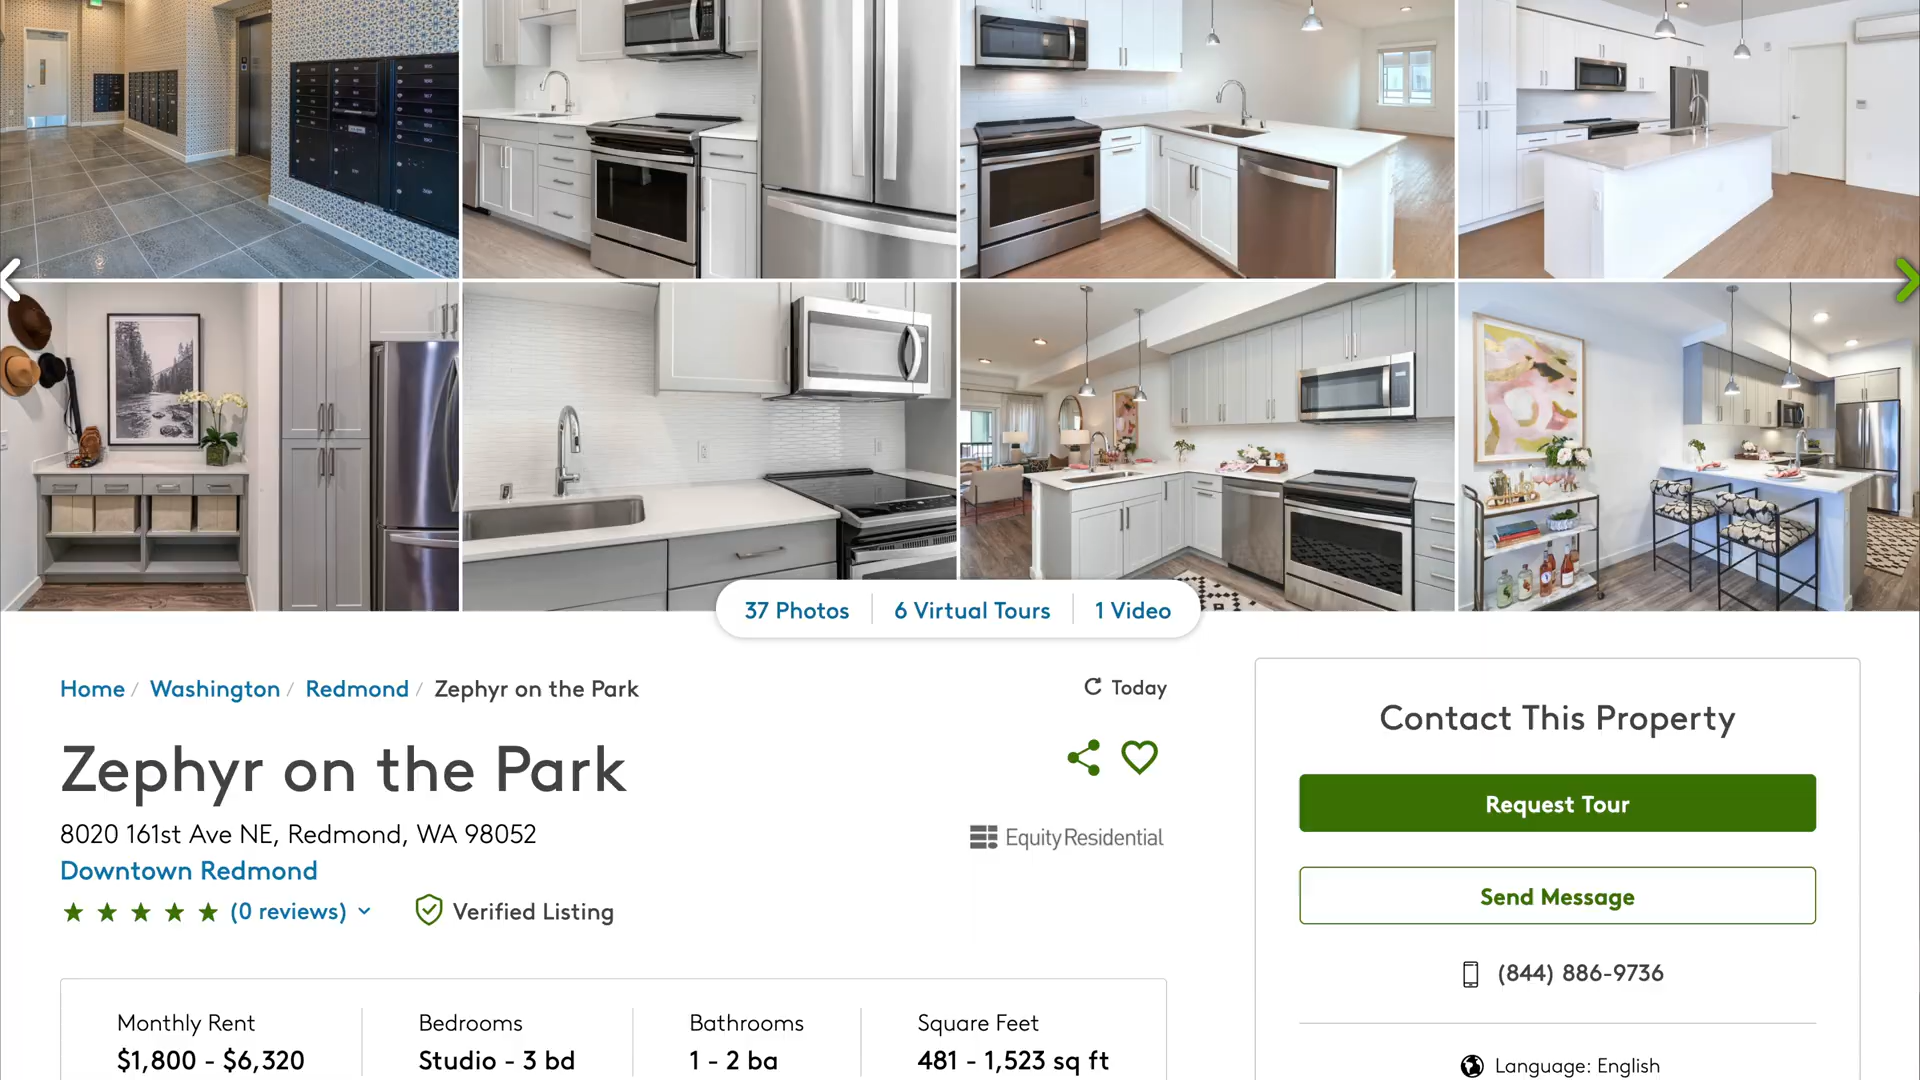 37 Photos
6 Virtual Tours
1 Video
Home / Washington / Redmond / Zephyr on the Park
Today
Zephyr on the Park
8020 161st Ave NE, Redmond, WA 98052
Equity Residential
Downtown Redmond
(0 reviews)
Verified Listing
Monthly Rent
$1,800 - $6,320
Bedrooms
Studio - 3 bd
Bathrooms
1 - 2 ba
Square Feet
481 - 1,523 sq ft
Contact This Property
Request Tour
Send Message
(844) 886-9736
Language: English